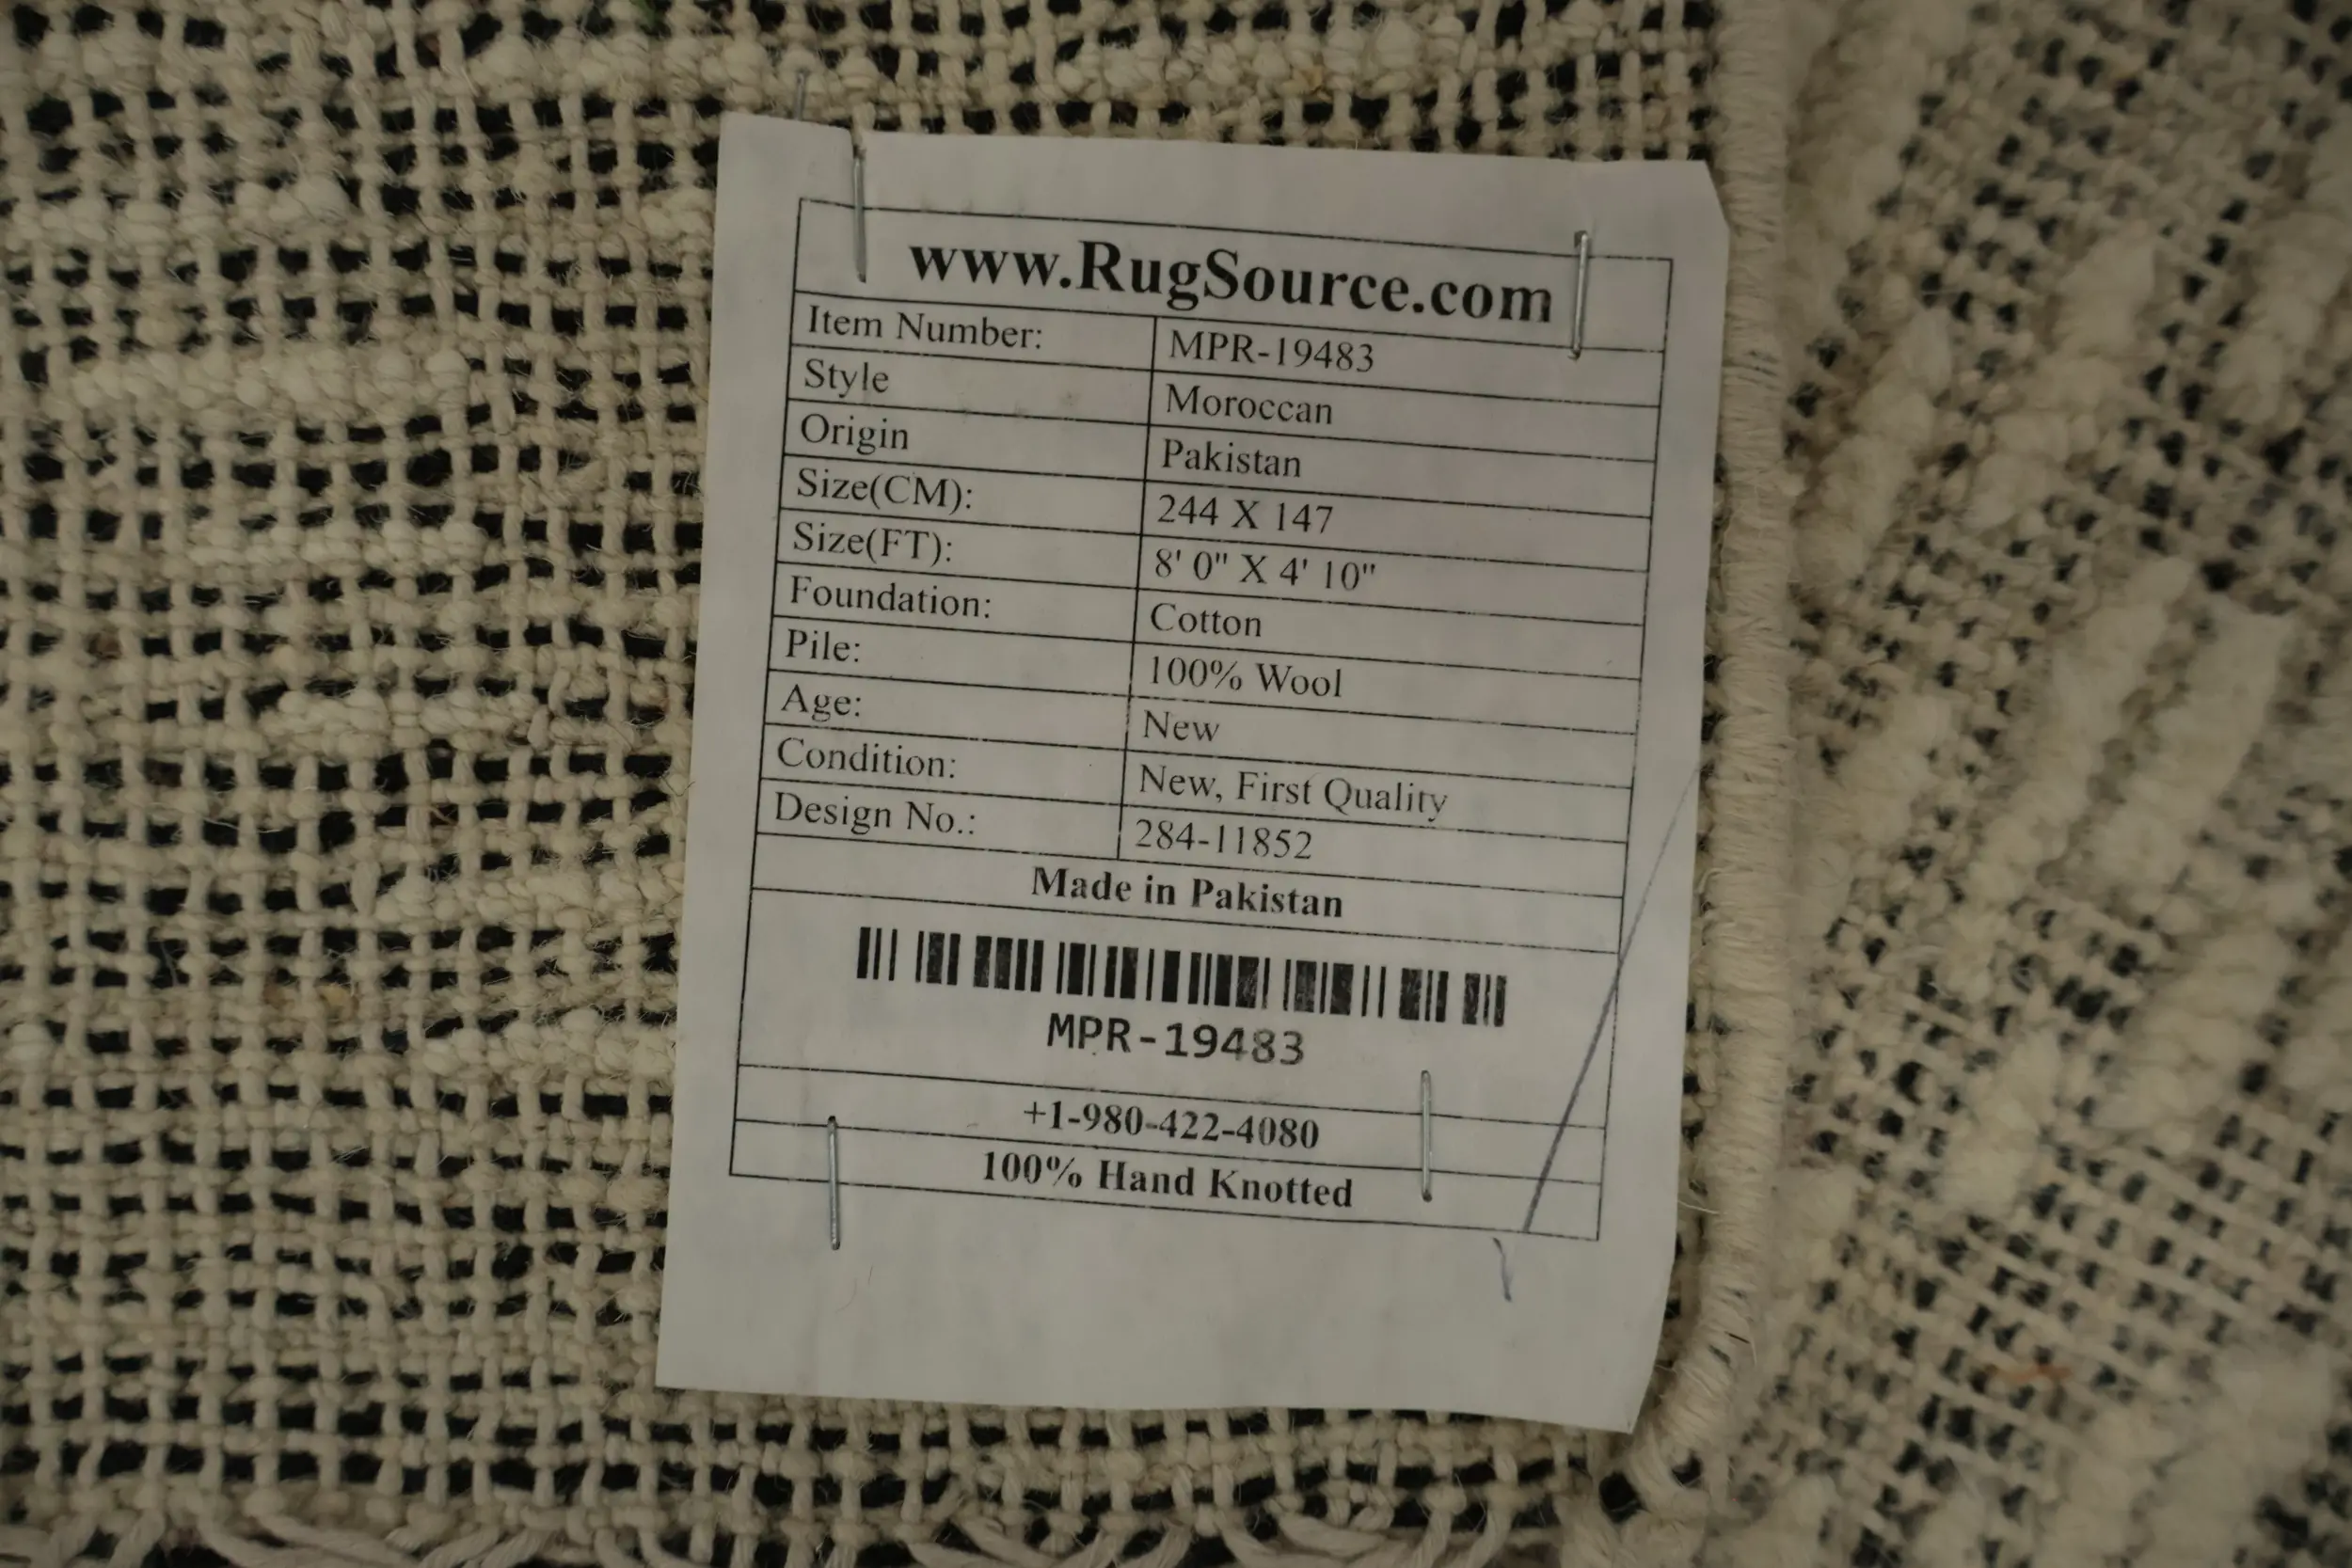 www.RugSource.com
Item Number: MPR-19483
Style Moroccan
Origin Pakistan
Size(CM): 244 X 147
Size(FT): 8' 0" X 4' 10"
Foundation: Cotton
Pile: 100% Wool
Age: New
Condition: New, First Quality
Design No.: 284-11852
Made in Pakistan
MPR-19483
+1-980-422-4080
100% Hand Knotted